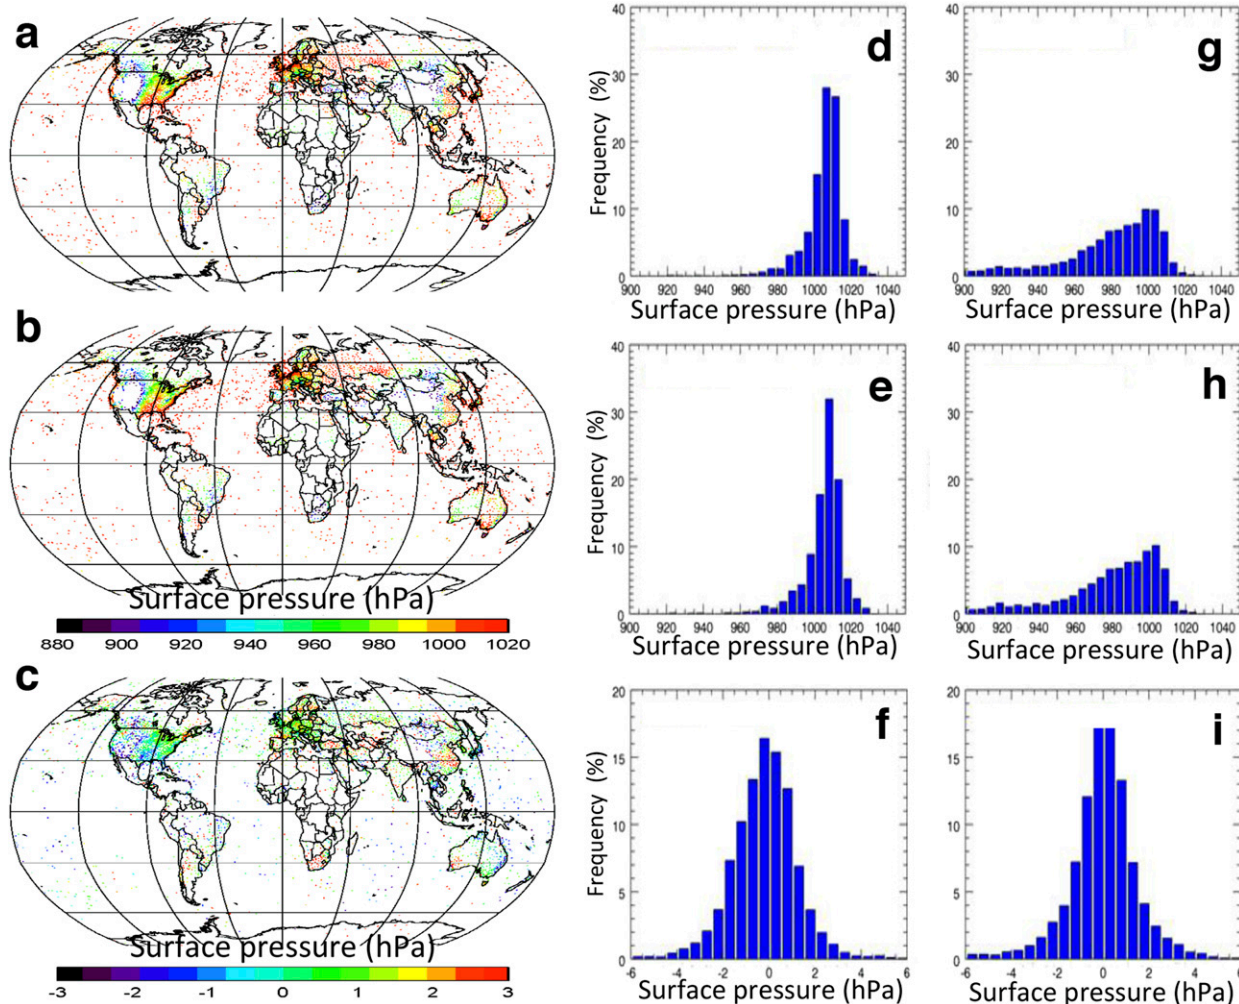 a
b
Surface pressure (hPa)
880 900 920 940 960 980 1000 1020
c
Surface pressure (hPa)
-3 -2 -1 0 1 2 3
d
40
30
20
10
0
Frequency (%)
900 920 940 960 980 1000 1020 1040
Surface pressure (hPa)
g
40
30
20
10
0
900 920 940 960 980 1000 1020 1040
Surface pressure (hPa)
e
40
30
20
10
0
Frequency (%)
900 920 940 960 980 1000 1020 1040
Surface pressure (hPa)
h
40
30
20
10
0
900 920 940 960 980 1000 1020 1040
Surface pressure (hPa)
f
20
15
10
5
0
Frequency (%)
-6 -4 -2 0 2 4 6
Surface pressure (hPa)
i
20
15
10
5
0
-6 -4 -2 0 2 4 6
Surface pressure (hPa)